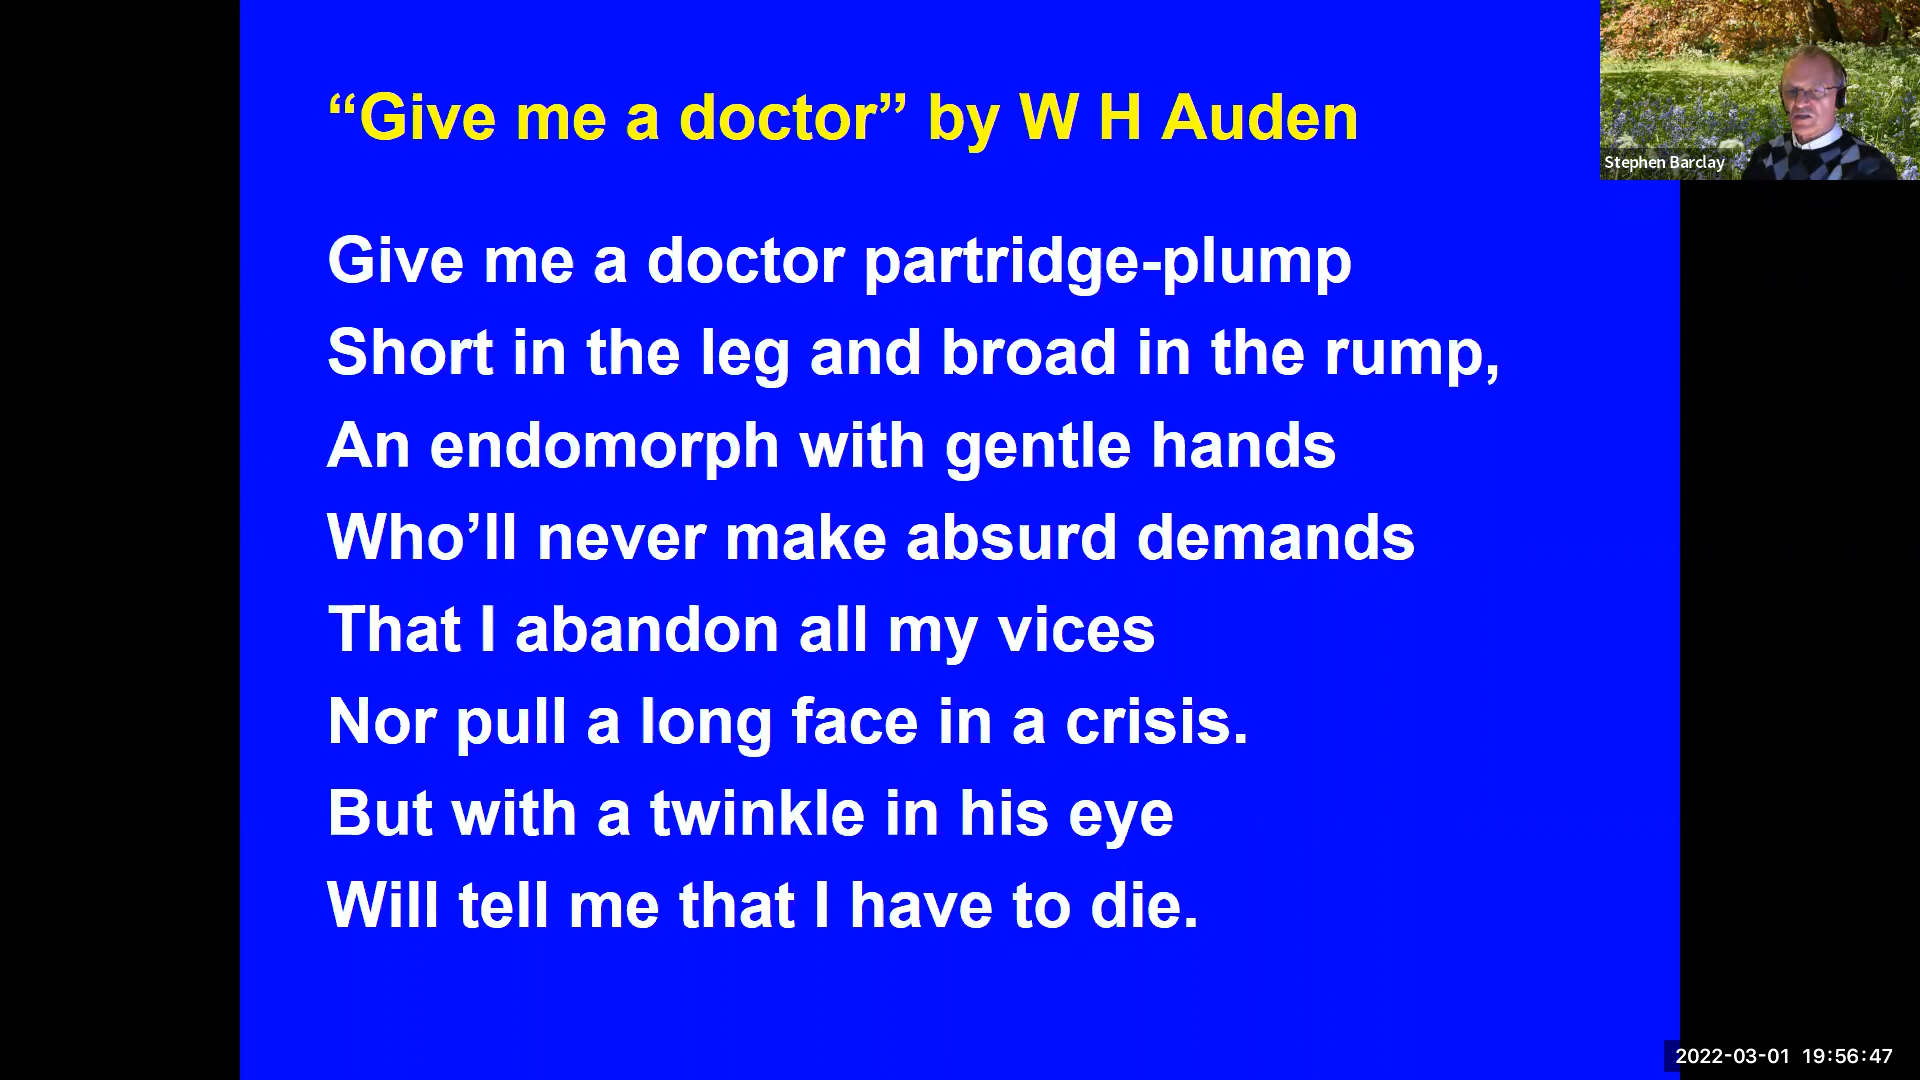 “Give me a doctor” by W H Auden
Give me a doctor partridge-plump
Short in the leg and broad in the rump,
An endomorph with gentle hands
Who’ll never make absurd demands
That I abandon all my vices
Nor pull a long face in a crisis.
But with a twinkle in his eye
Will tell me that I have to die.
Stephen Barclay
2022-03-01 19:56:47